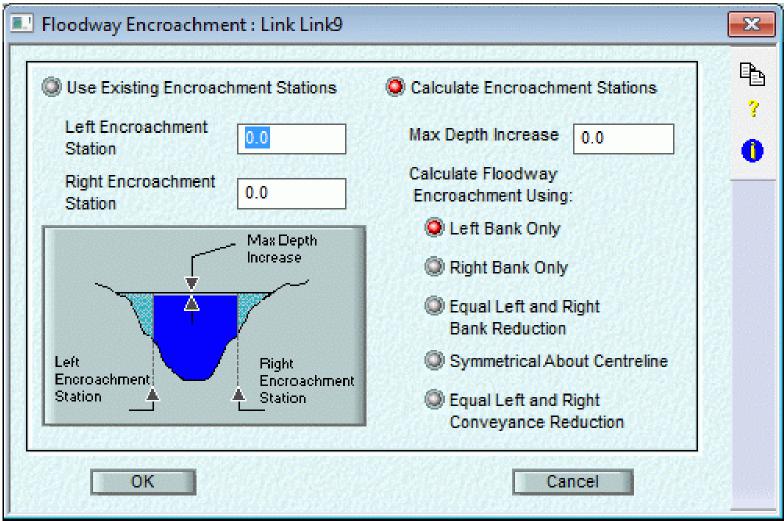 Floodway Encroachment : Link Link9
Use Existing Encroachment Stations
Left Encroachment
Station
0.0
Right Encroachment
Station
0.0
Max Depth
Increase
Left
Encroachment
Station
Right
Encroachment
Station
Calculate Encroachment Stations
Max Depth Increase
0.0
Calculate Floodway
Encroachment Using:
Left Bank Only
Right Bank Only
Equal Left and Right
Bank Reduction
Symmetrical About Centreline
Equal Left and Right
Conveyance Reduction
OK
Cancel